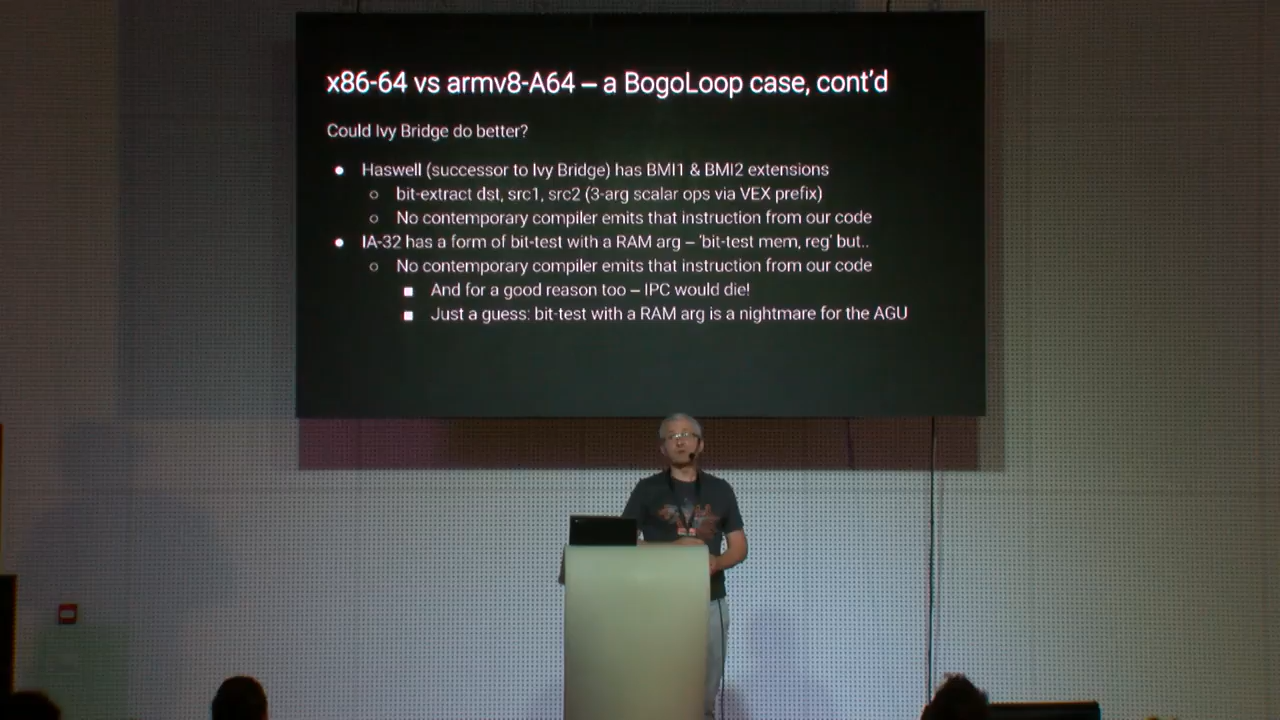 x86-64 vs armv8-A64 – a BogoLoop case, cont'd
Could Ivy Bridge do better?
● Haswell (successor to Ivy Bridge) has BMI1 & BMI2 extensions
○ bit-extract dst, src1, src2 (3-arg scalar ops via VEX prefix)
○ No contemporary compiler emits that instruction from our code
● IA-32 has a form of bit-test with a RAM arg – 'bit-test mem, reg' but..
○ No contemporary compiler emits that instruction from our code
■ And for a good reason too – IPC would die!
■ Just a guess: bit-test with a RAM arg is a nightmare for the AGU